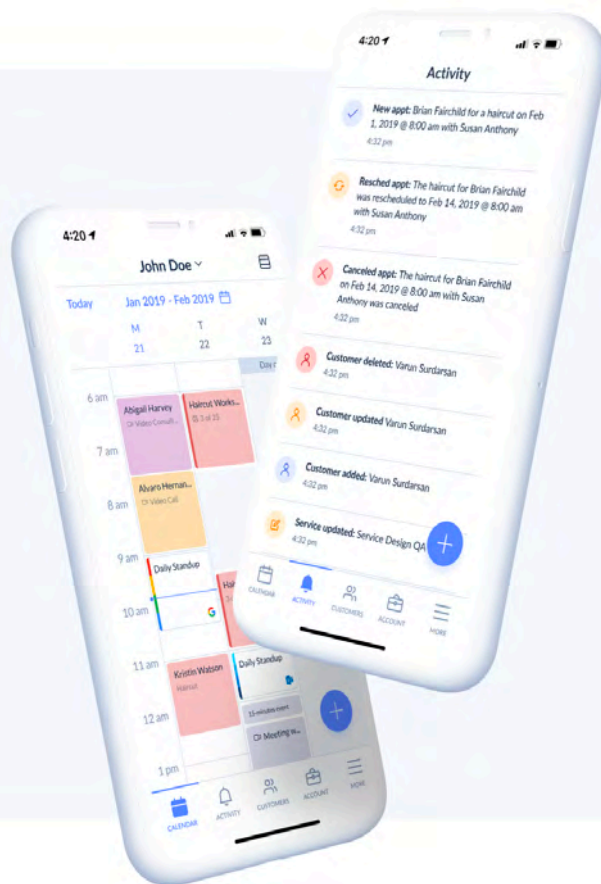 4:20
Activity
New appt: Brian Fairchild for a haircut on Feb
1, 2019 @ 8:00 am with Susan Anthony
4:32 pm
Resched appt: The haircut for Brian Fairchild
was rescheduled to Feb 14, 2019 @ 8:00 am
with Susan Anthony
4:32 pm
Canceled appt: The haircut for Brian Fairchild
on Feb 14, 2019 @ 8:00 am with Susan
Anthony was canceled
4:32 pm
Customer deleted: Varun Surdarsan
4:32 pm
Customer updated Varun Surdarsan
4:32 pm
Customer added: Varun Surdarsan
4:32 pm
Service updated: Service Design QA
4:32 pm
CALENDAR
ACTIVITY
CUSTOMERS
ACCOUNT
MORE
4:20
John Doe
Today Jan 2019 - Feb 2019
M T W
21 22 23
Day
6 am
Abigail Harvey
Video Consult...
Haircut Works...
3 of 15
7 am
Alvaro Hernan...
Video Call
8 am
9 am
Daily Standup
10 am
Hai
11 am
Kristin Watson
Haircut
Daily Standup
12 am
15 minutes event
Meeting w...
1 pm
CALENDAR
ACTIVITY
CUSTOMERS
ACCOUNT
MORE